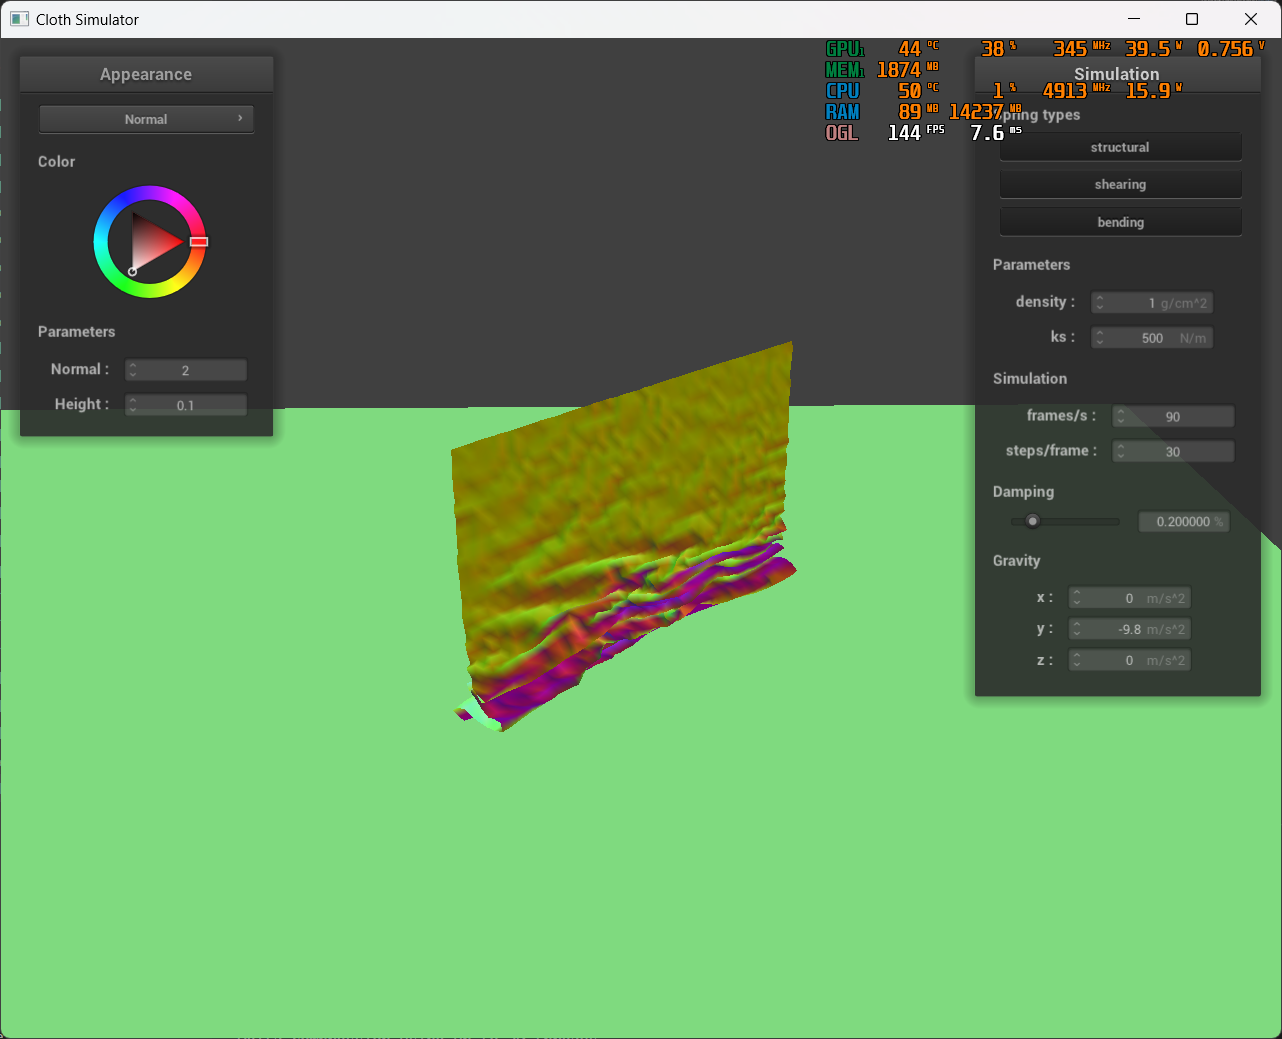 Cloth Simulator
GPU1 44 °C 38 % 345 MHz 39.5 W 0.756 V
MEM1 1874 MB
CPU 50 °C 1 % 4913 MHz 15.9 W
RAM 89 MB 14237 MB
OGL 144 FPS 7.6 ms
Appearance
Normal
Color
Parameters
Normal : 2
Height : 0.1
Simulation
pring types
structural
shearing
bending
Parameters
density : 1 g/cm^2
ks : 500 N/m
Simulation
frames/s : 90
steps/frame : 30
Damping
0.200000 %
Gravity
x : 0 m/s^2
y : -9.8 m/s^2
z : 0 m/s^2